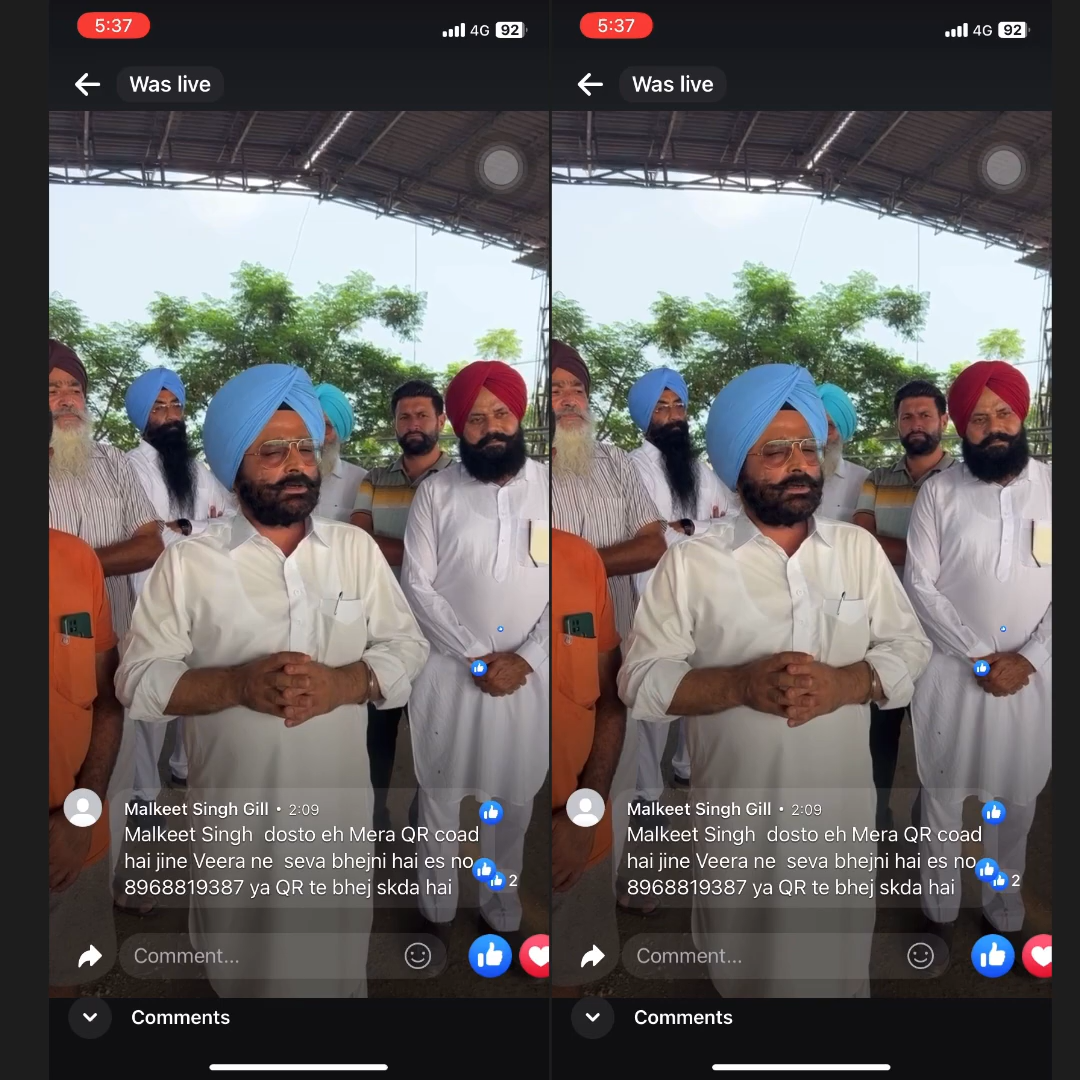 5:37
4G 92
Was live
Malkeet Singh Gill • 2:09
Malkeet Singh dosto eh Mera QR coad
hai jine Veera ne seva bhejni hai es no
8968819387 ya QR te bhej skda hai
2
Comment...
Comments
5:37
4G 92
Was live
Malkeet Singh Gill • 2:09
Malkeet Singh dosto eh Mera QR coad
hai jine Veera ne seva bhejni hai es no
8968819387 ya QR te bhej skda hai
2
Comment...
Comments